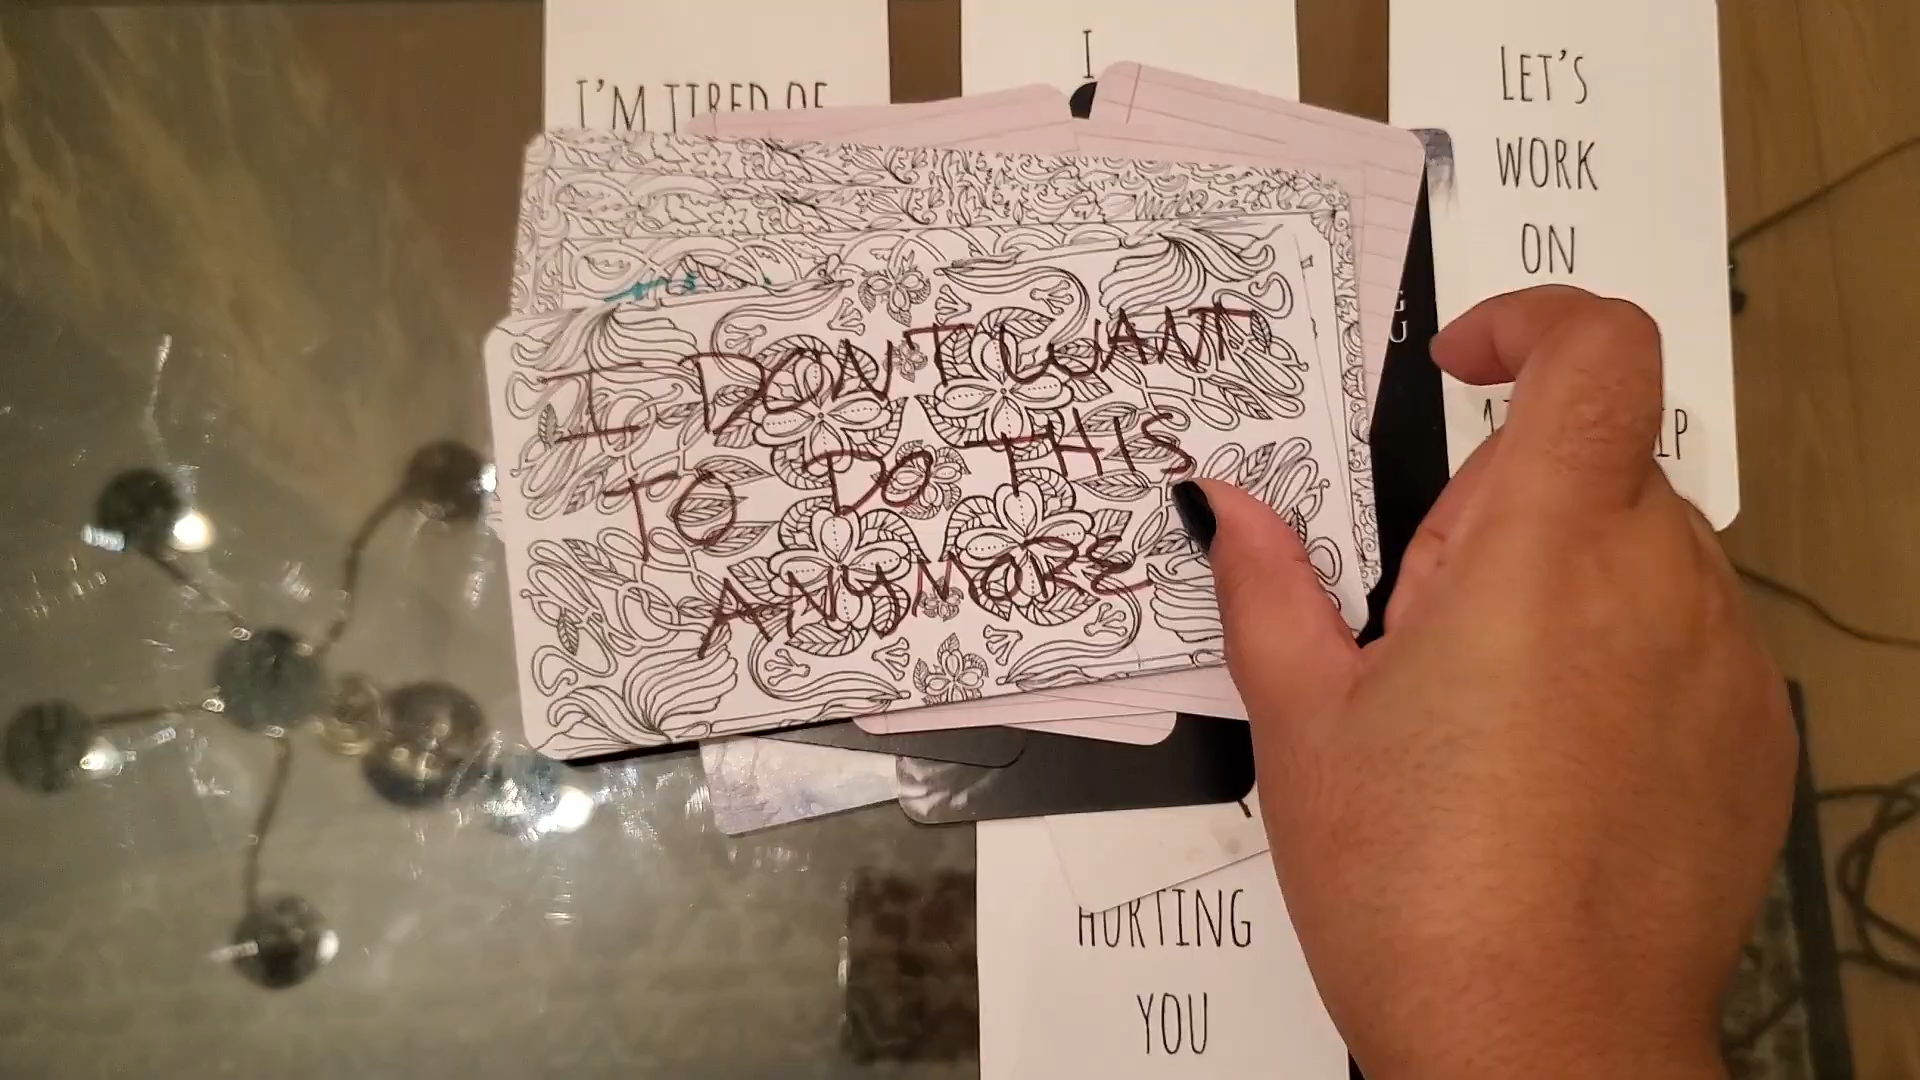 I'M TIRED OF
I
LET'S
WORK
ON
I DON'T WANT
TO DO THIS
ANYMORE
HURTING
YOU